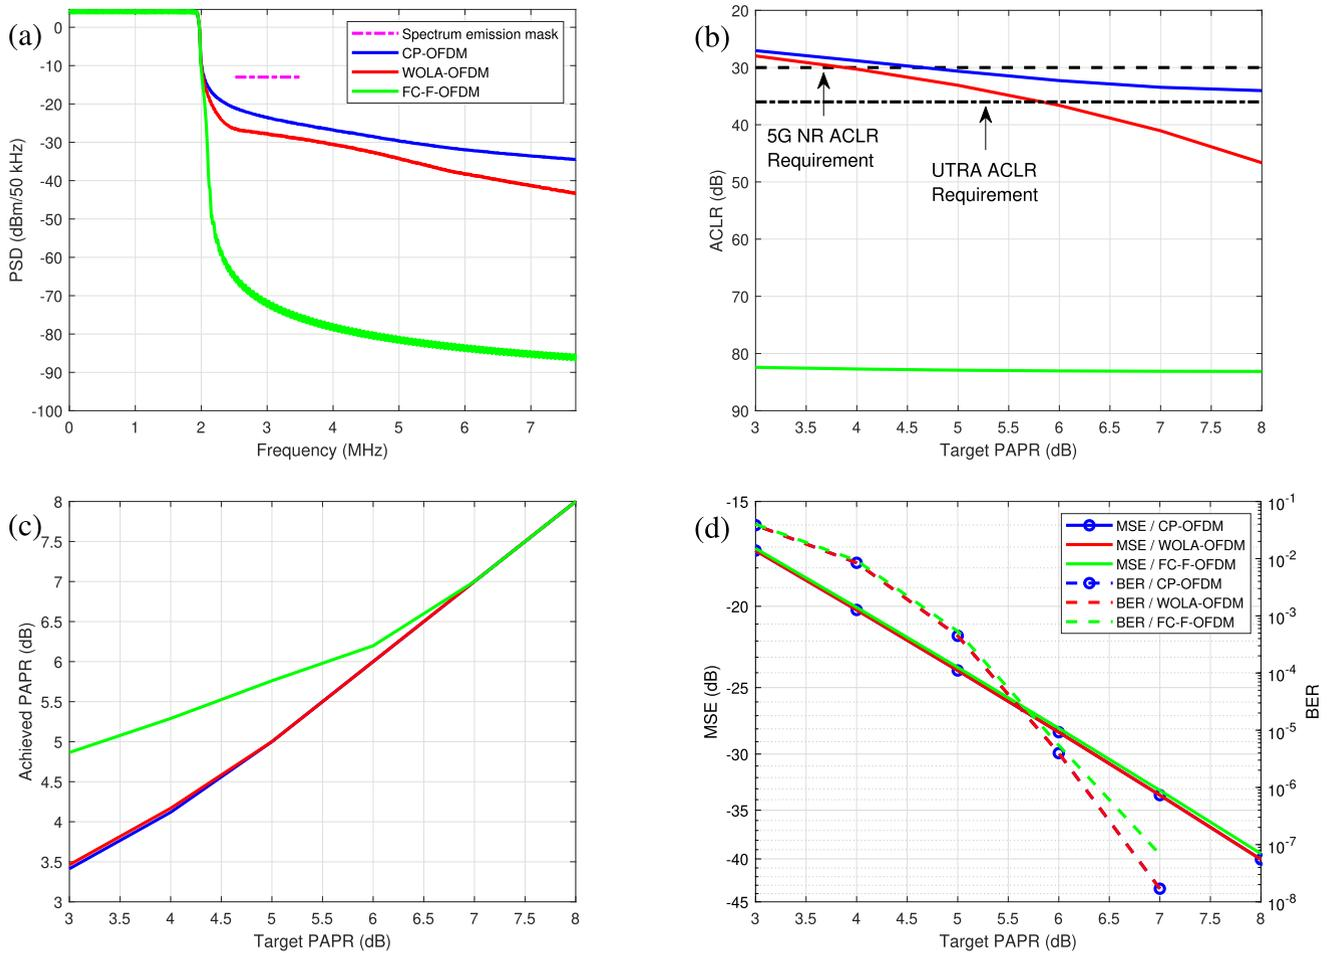 (a)
0
-10
-20
-30
-40
-50
-60
-70
-80
-90
-100
PSD (dBm/50 kHz)
Spectrum emission mask
CP-OFDM
WOLA-OFDM
FC-F-OFDM
0 1 2 3 4 5 6 7
Frequency (MHz)
(b)
20
30
40
50
60
70
80
90
ACLR (dB)
5G NR ACLR
Requirement
UTRA ACLR
Requirement
3 3.5 4 4.5 5 5.5 6 6.5 7 7.5 8
Target PAPR (dB)
(c)
8
7.5
7
6.5
6
5.5
5
4.5
4
3.5
3
Achieved PAPR (dB)
3 3.5 4 4.5 5 5.5 6 6.5 7 7.5 8
Target PAPR (dB)
(d)
-15
-20
-25
-30
-35
-40
-45
MSE (dB)
MSE / CP-OFDM
MSE / WOLA-OFDM
MSE / FC-F-OFDM
BER / CP-OFDM
BER / WOLA-OFDM
BER / FC-F-OFDM
10⁻¹
10⁻²
10⁻³
10⁻⁴
10⁻⁵
10⁻⁶
10⁻⁷
10⁻⁸
BER
3 3.5 4 4.5 5 5.5 6 6.5 7 7.5 8
Target PAPR (dB)